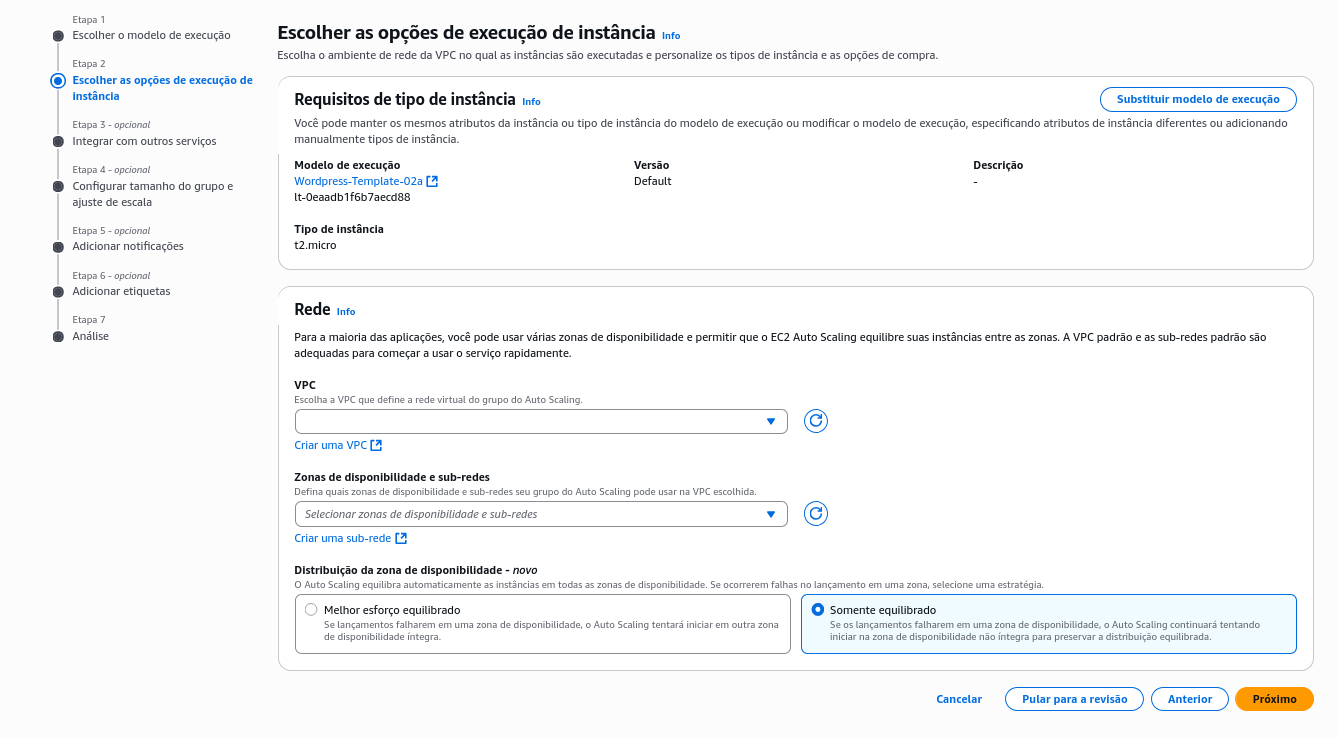 Etapa 1
Escolher o modelo de execução
Etapa 2
Escolher as opções de execução de
instância
Etapa 3 - opcional
Integrar com outros serviços
Etapa 4 - opcional
Configurar tamanho do grupo e
ajuste de escala
Etapa 5 - opcional
Adicionar notificações
Etapa 6 - opcional
Adicionar etiquetas
Etapa 7
Análise
Escolher as opções de execução de instância Info
Escolha o ambiente de rede da VPC no qual as instâncias são executadas e personalize os tipos de instância e as opções de compra.
Requisitos de tipo de instância Info
Substituir modelo de execução
Você pode manter os mesmos atributos da instância ou tipo de instância do modelo de execução ou modificar o modelo de execução, especificando atributos de instância diferentes ou adicionando
manualmente tipos de instância.
Modelo de execução
Wordpress-Template-02a
lt-0eaadb1f6b7aecd88
Versão
Default
Descrição
-
Tipo de instância
t2.micro
Rede Info
Para a maioria das aplicações, você pode usar várias zonas de disponibilidade e permitir que o EC2 Auto Scaling equilibre suas instâncias entre as zonas. A VPC padrão e as sub-redes padrão são
adequadas para começar a usar o serviço rapidamente.
VPC
Escolha a VPC que define a rede virtual do grupo do Auto Scaling.
Criar uma VPC
Zonas de disponibilidade e sub-redes
Defina quais zonas de disponibilidade e sub-redes seu grupo do Auto Scaling pode usar na VPC escolhida.
Selecionar zonas de disponibilidade e sub-redes
Criar uma sub-rede
Distribuição da zona de disponibilidade - novo
O Auto Scaling equilibra automaticamente as instâncias em todas as zonas de disponibilidade. Se ocorrerem falhas no lançamento em uma zona, selecione uma estratégia.
Melhor esforço equilibrado
Se lançamentos falharem em uma zona de disponibilidade, o Auto Scaling tentará iniciar em outra zona
de disponibilidade íntegra.
Somente equilibrado
Se os lançamentos falharem em uma zona de disponibilidade, o Auto Scaling continuará tentando
iniciar na zona de disponibilidade não íntegra para preservar a distribuição equilibrada.
Cancelar
Pular para a revisão
Anterior
Próximo